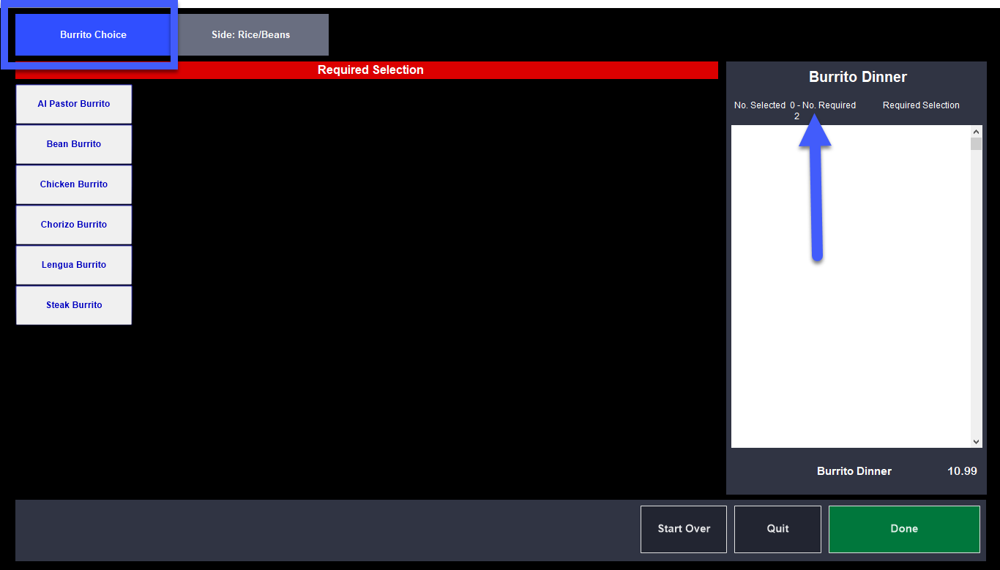 Burrito Choice
Side: Rice/Beans
Required Selection
Al Pastor Burrito
Bean Burrito
Chicken Burrito
Chorizo Burrito
Lengua Burrito
Steak Burrito
Burrito Dinner
No. Selected 0 - No. Required
2
Required Selection
Burrito Dinner 10.99
Start Over
Quit
Done